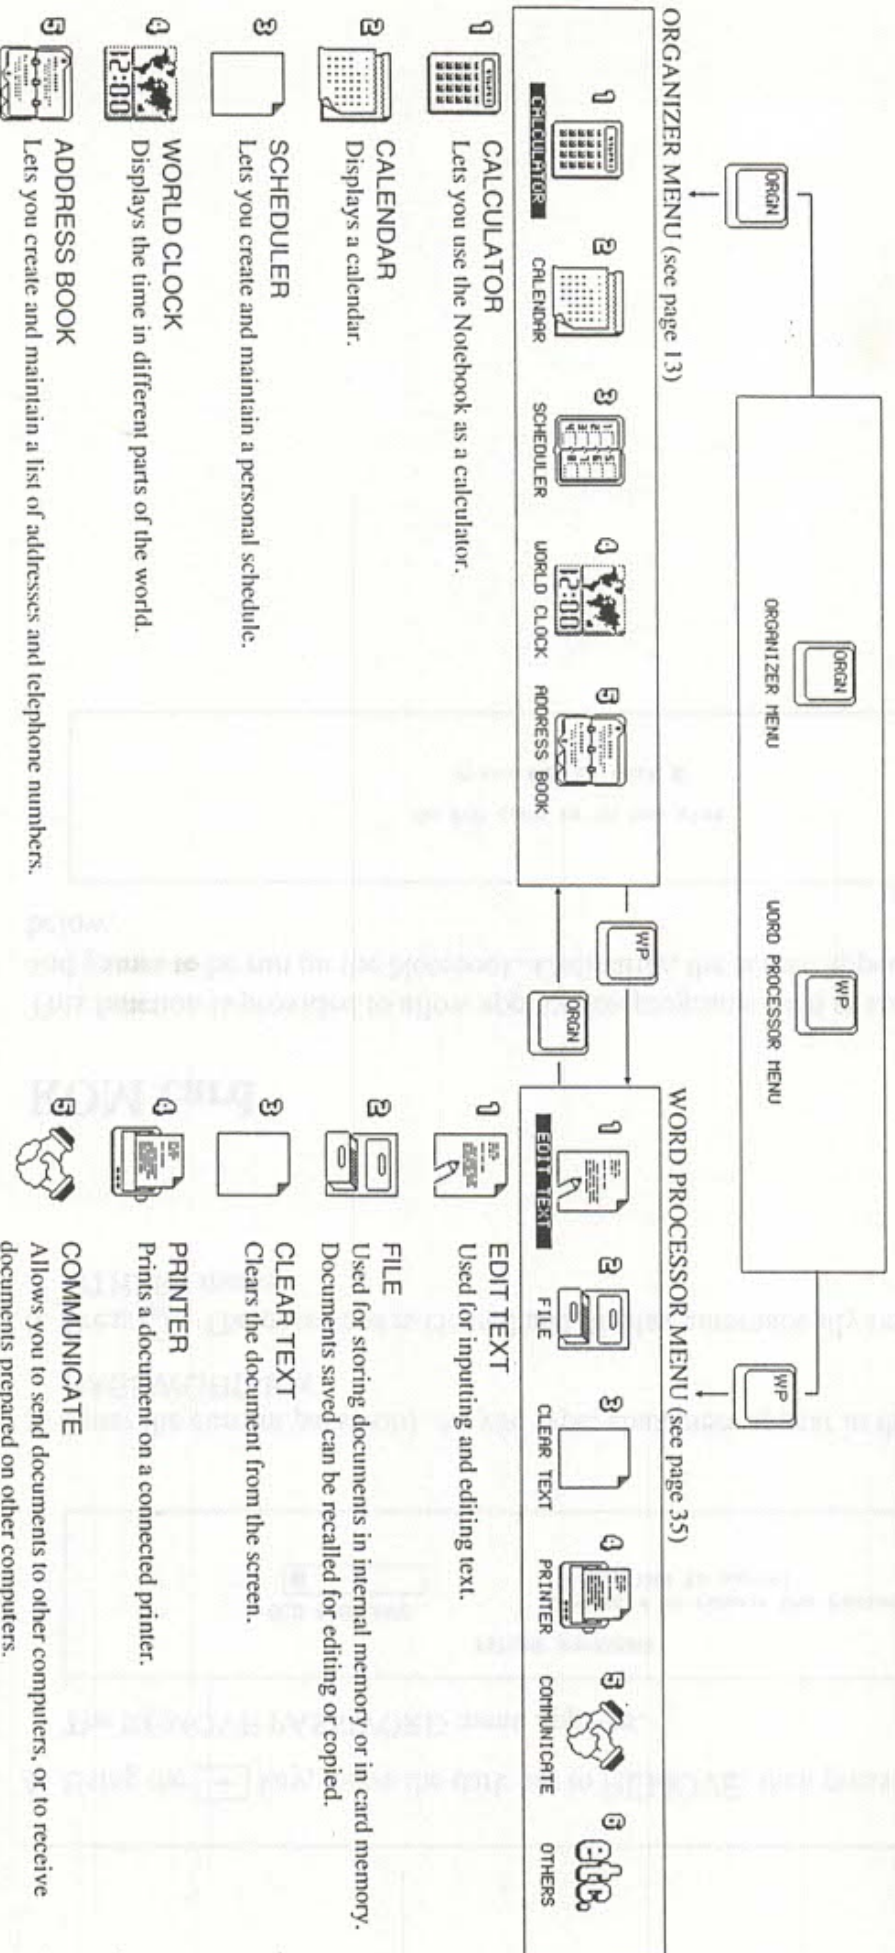 ORGN
ORGANIZER MENU
WP
WORD PROCESSOR MENU
ORGN
WP
ORGANIZER MENU (see page 13)
1 2 3 4 5
12:00
CALCULATOR CALENDAR SCHEDULER WORLD CLOCK ADDRESS BOOK
WP
ORGN
WORD PROCESSOR MENU (see page 35)
1 2 3 4 5 6
etc.
EDIT TEXT FILE CLEAR TEXT PRINTER COMMUNICATE OTHERS
1 CALCULATOR
Lets you use the Notebook as a calculator.
2 CALENDAR
Displays a calendar.
3 SCHEDULER
Lets you create and maintain a personal schedule.
4 WORLD CLOCK
12:00
Displays the time in different parts of the world.
5 ADDRESS BOOK
Lets you create and maintain a list of addresses and telephone numbers.
1 EDIT TEXT
Used for inputting and editing text.
2 FILE
Used for storing documents in internal memory or in card memory.
Documents saved can be recalled for editing or copied.
3 CLEAR TEXT
Clears the document from the screen.
4 PRINTER
Prints a document on a connected printer.
5 COMMUNICATE
Allows you to send documents to other computers, or to receive
documents prepared on other computers.